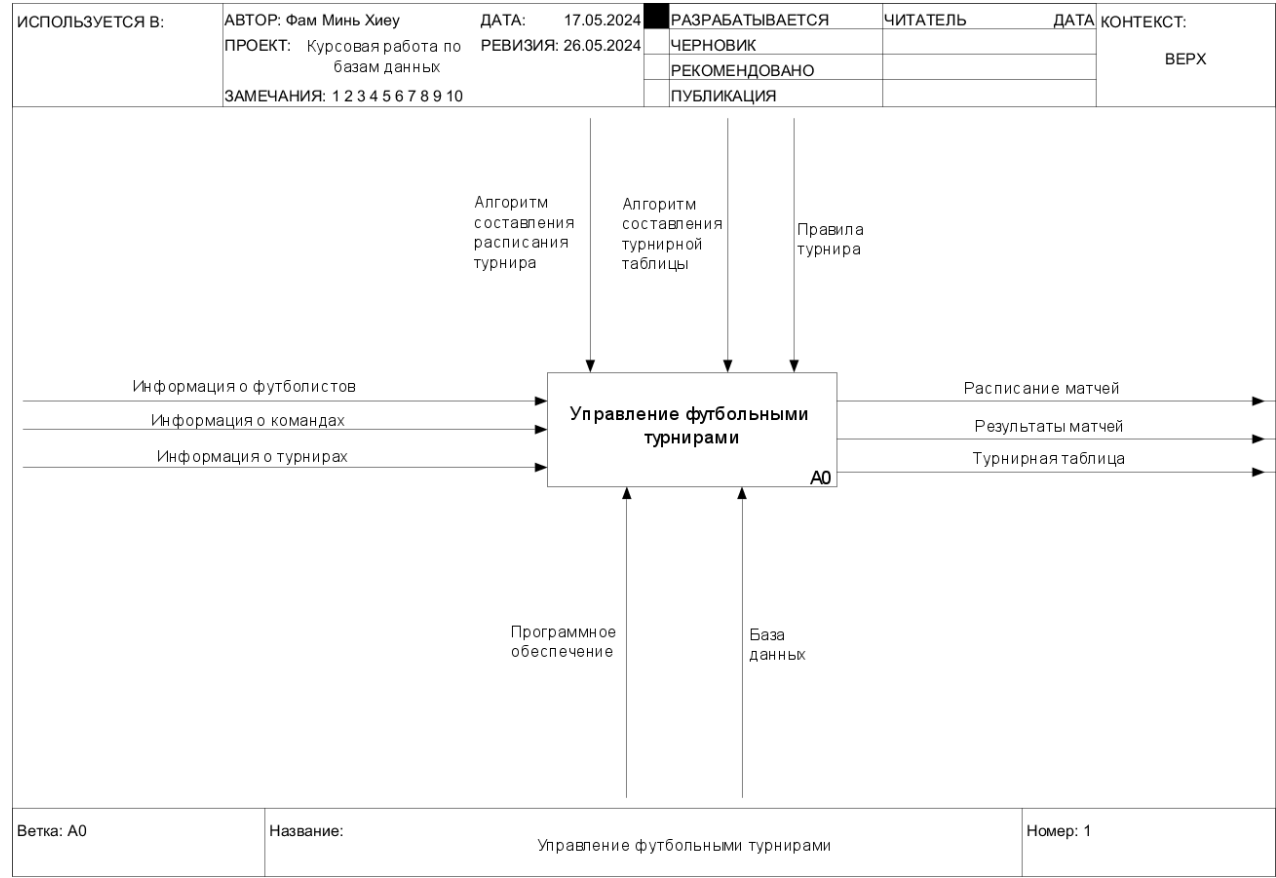 ИСПОЛЬЗУЕТСЯ В:
АВТОР: Фам Минь Хиеу
ДАТА: 17.05.2024
РАЗРАБАТЫВАЕТСЯ
ЧИТАТЕЛЬ
ДАТА
КОНТЕКСТ:
ПРОЕКТ: Курсовая работа по
базам данных
РЕВИЗИЯ: 26.05.2024
ЧЕРНОВИК
ВЕРХ
РЕКОМЕНДОВАНО
ЗАМЕЧАНИЯ: 1 2 3 4 5 6 7 8 9 10
ПУБЛИКАЦИЯ
Алгоритм
составления
расписания
турнира
Алгоритм
составления
турнирной
таблицы
Правила
турнира
Информация о футболистов
Информация о командах
Информация о турнирах
Управление футбольными
турнирами
A0
Расписание матчей
Результаты матчей
Турнирная таблица
Программное
обеспечение
База
данных
Ветка: A0
Название:
Управление футбольными турнирами
Номер: 1